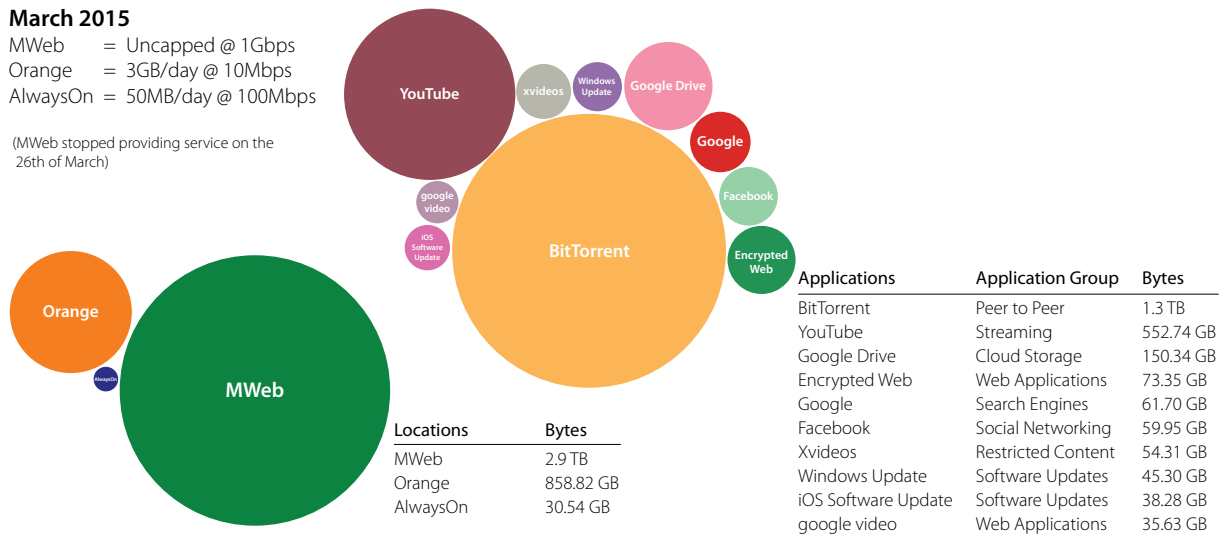 March 2015
MWeb = Uncapped @ 1Gbps
Orange = 3GB/day @ 10Mbps
AlwaysOn = 50MB/day @ 100Mbps
(MWeb stopped providing service on the
26th of March)
YouTube
xvideos
Windows
Update
Google Drive
Google
Facebook
Encrypted
Web
BitTorrent
google
video
iOS
Software
Update
Orange
AlwaysOn
MWeb
Locations Bytes
MWeb 2.9 TB
Orange 858.82 GB
AlwaysOn 30.54 GB
Applications Application Group Bytes
BitTorrent Peer to Peer 1.3 TB
YouTube Streaming 552.74 GB
Google Drive Cloud Storage 150.34 GB
Encrypted Web Web Applications 73.35 GB
Google Search Engines 61.70 GB
Facebook Social Networking 59.95 GB
Xvideos Restricted Content 54.31 GB
Windows Update Software Updates 45.30 GB
iOS Software Update Software Updates 38.28 GB
google video Web Applications 35.63 GB